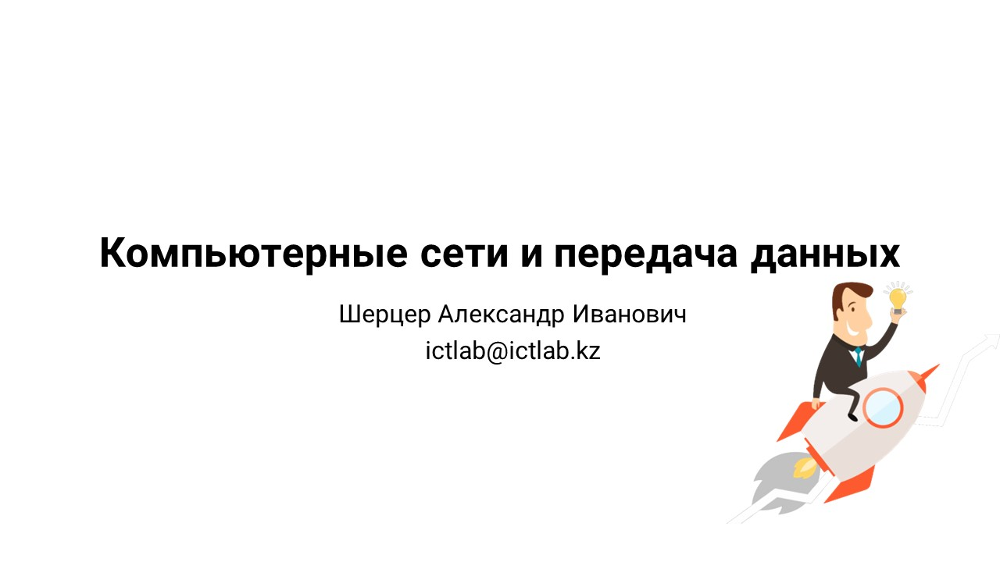 Компьютерные сети и передача данных
Шерцер Александр Иванович
ictlab@ictlab.kz